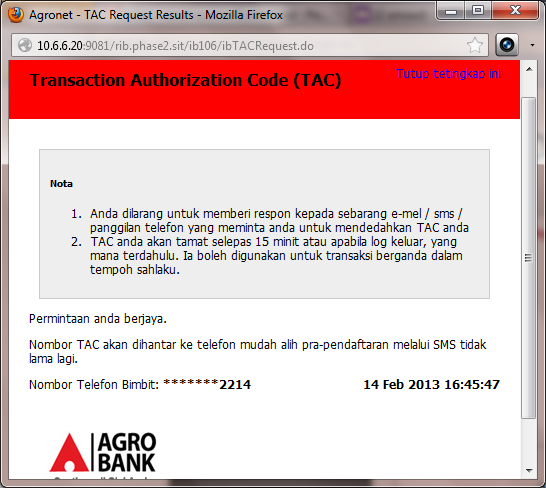 Agronet - TAC Request Results - Mozilla Firefox
10.6.6.20:9081/rib.phase2.sit/ib106/ibTACRequest.do
Transaction Authorization Code (TAC)
Tutup tetingkap ini
Nota
1. Anda dilarang untuk memberi respon kepada sebarang e-mel / sms /
panggilan telefon yang meminta anda untuk mendedahkan TAC anda
2. TAC anda akan tamat selepas 15 minit atau apabila log keluar, yang
mana terdahulu. Ia boleh digunakan untuk transaksi berganda dalam
tempoh sahlaku.
Permintaan anda berjaya.
Nombor TAC akan dihantar ke telefon mudah alih pra-pendaftaran melalui SMS tidak
lama lagi.
Nombor Telefon Bimbit: *******2214
14 Feb 2013 16:45:47
AGRO
BANK